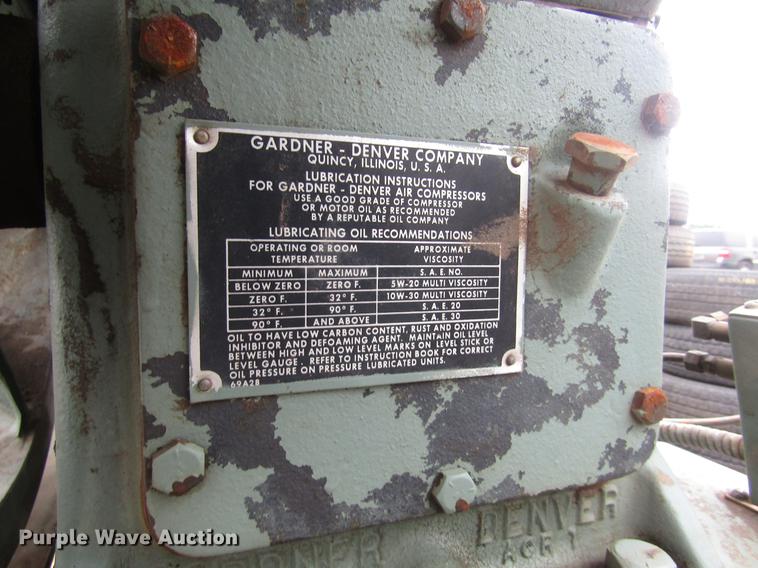 GARDNER - DENVER COMPANY
QUINCY, ILLINOIS, U. S. A.
LUBRICATION INSTRUCTIONS
FOR GARDNER - DENVER AIR COMPRESSORS
USE A GOOD GRADE OF COMPRESSOR
OR MOTOR OIL AS RECOMMENDED
BY A REPUTABLE OIL COMPANY
LUBRICATING OIL RECOMMENDATIONS
OPERATING OR ROOM APPROXIMATE
TEMPERATURE VISCOSITY
MINIMUM MAXIMUM S. A. E. NO.
BELOW ZERO ZERO F. 5W-20 MULTI VISCOSITY
ZERO F. 32° F. 10W-30 MULTI VISCOSITY
32° F. 90° F. S. A. E. 20
90° F. AND ABOVE S. A. E. 30
OIL TO HAVE LOW CARBON CONTENT, RUST AND OXIDATION
INHIBITOR AND DEFOAMING AGENT. MAINTAIN OIL LEVEL
BETWEEN HIGH AND LOW LEVEL MARKS ON LEVEL STICK OR
LEVEL GAUGE. REFER TO INSTRUCTION BOOK FOR CORRECT
OIL PRESSURE ON PRESSURE LUBRICATED UNITS.
69A28
GARDNER DENVER
Purple Wave Auction